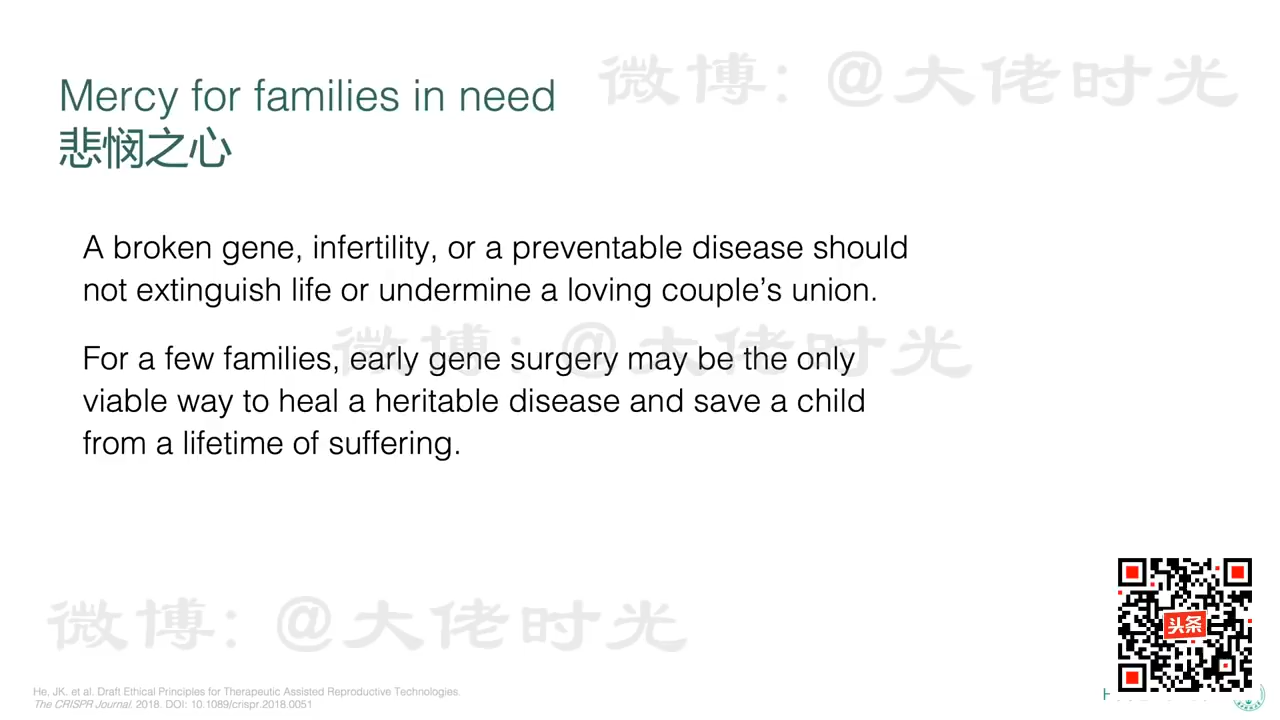 微博：@大佬时光
Mercy for families in need
悲悯之心
A broken gene, infertility, or a preventable disease should
not extinguish life or undermine a loving couple’s union.
微博：@大佬时光
For a few families, early gene surgery may be the only
viable way to heal a heritable disease and save a child
from a lifetime of suffering.
微博：@大佬时光
头条
He, JK. et al. Draft Ethical Principles for Therapeutic Assisted Reproductive Technologies.
The CRISPR Journal. 2018. DOI: 10.1089/crispr.2018.0051